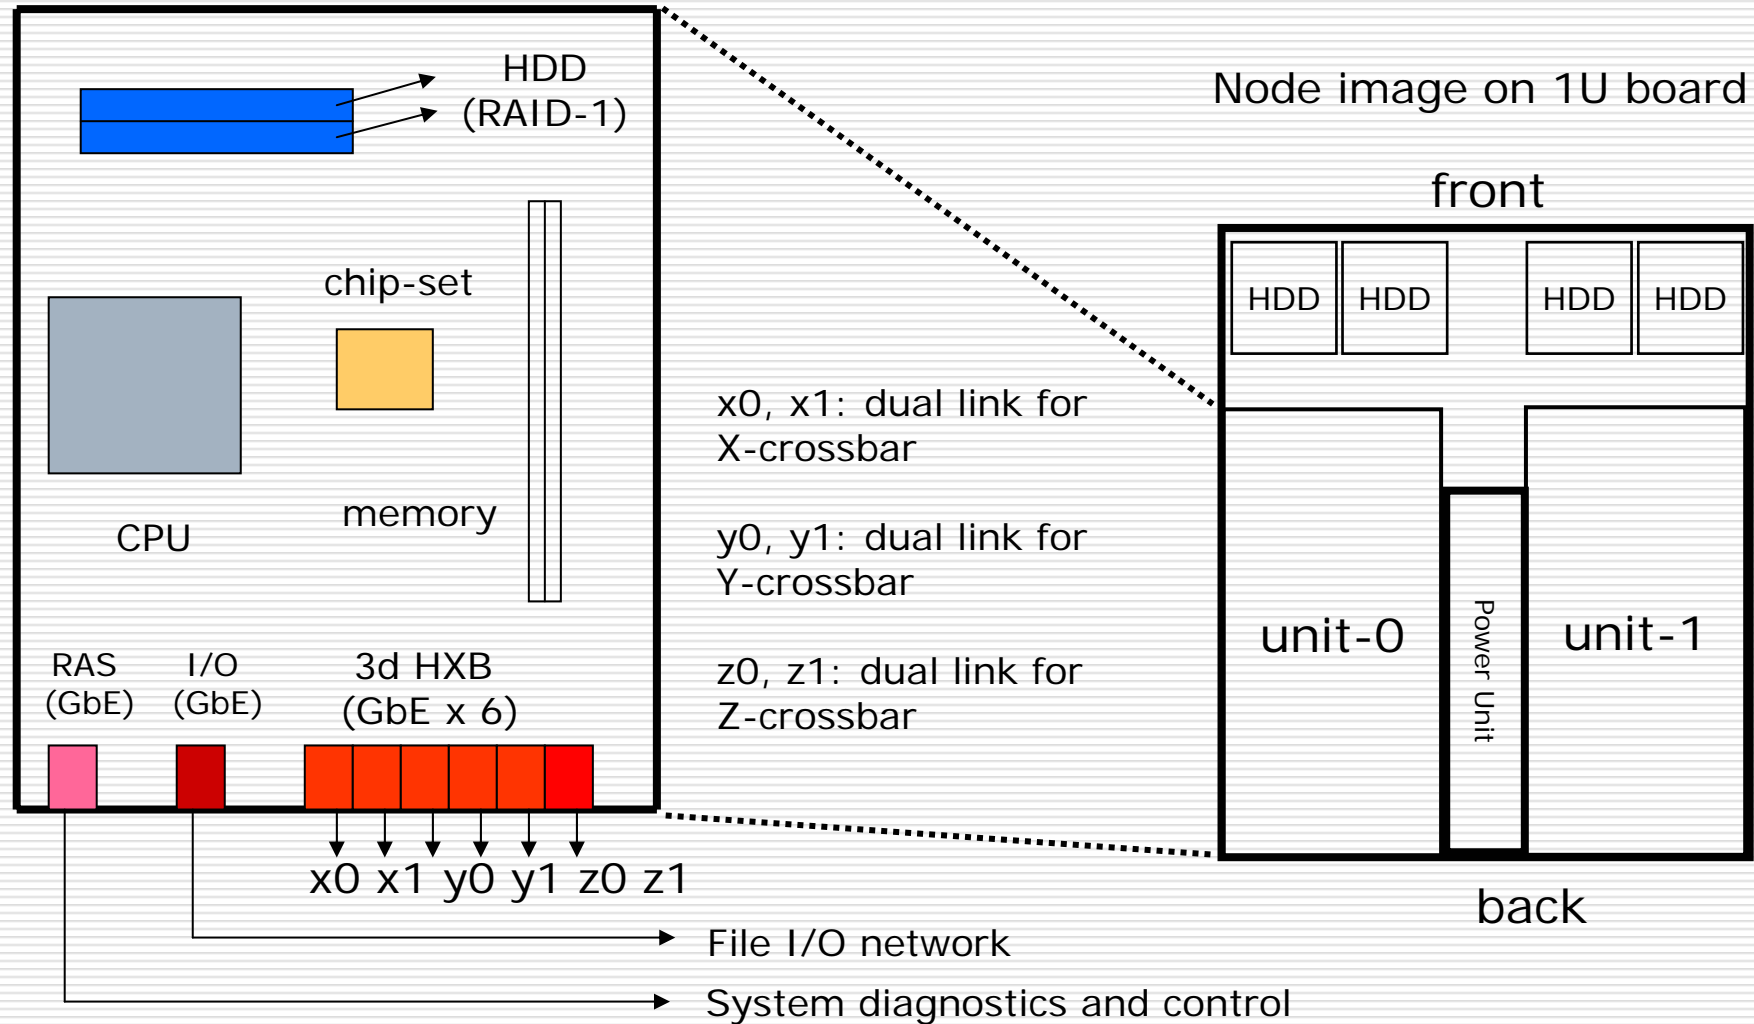 HDD
(RAID-1)
Node image on 1U board
front
HDD HDD HDD HDD
chip-set
x0, x1: dual link for
X-crossbar
memory
CPU
y0, y1: dual link for
Y-crossbar
unit-0
Power Unit
unit-1
RAS
(GbE)
I/O
(GbE)
3d HXB
(GbE x 6)
z0, z1: dual link for
Z-crossbar
x0 x1 y0 y1 z0 z1
back
File I/O network
System diagnostics and control